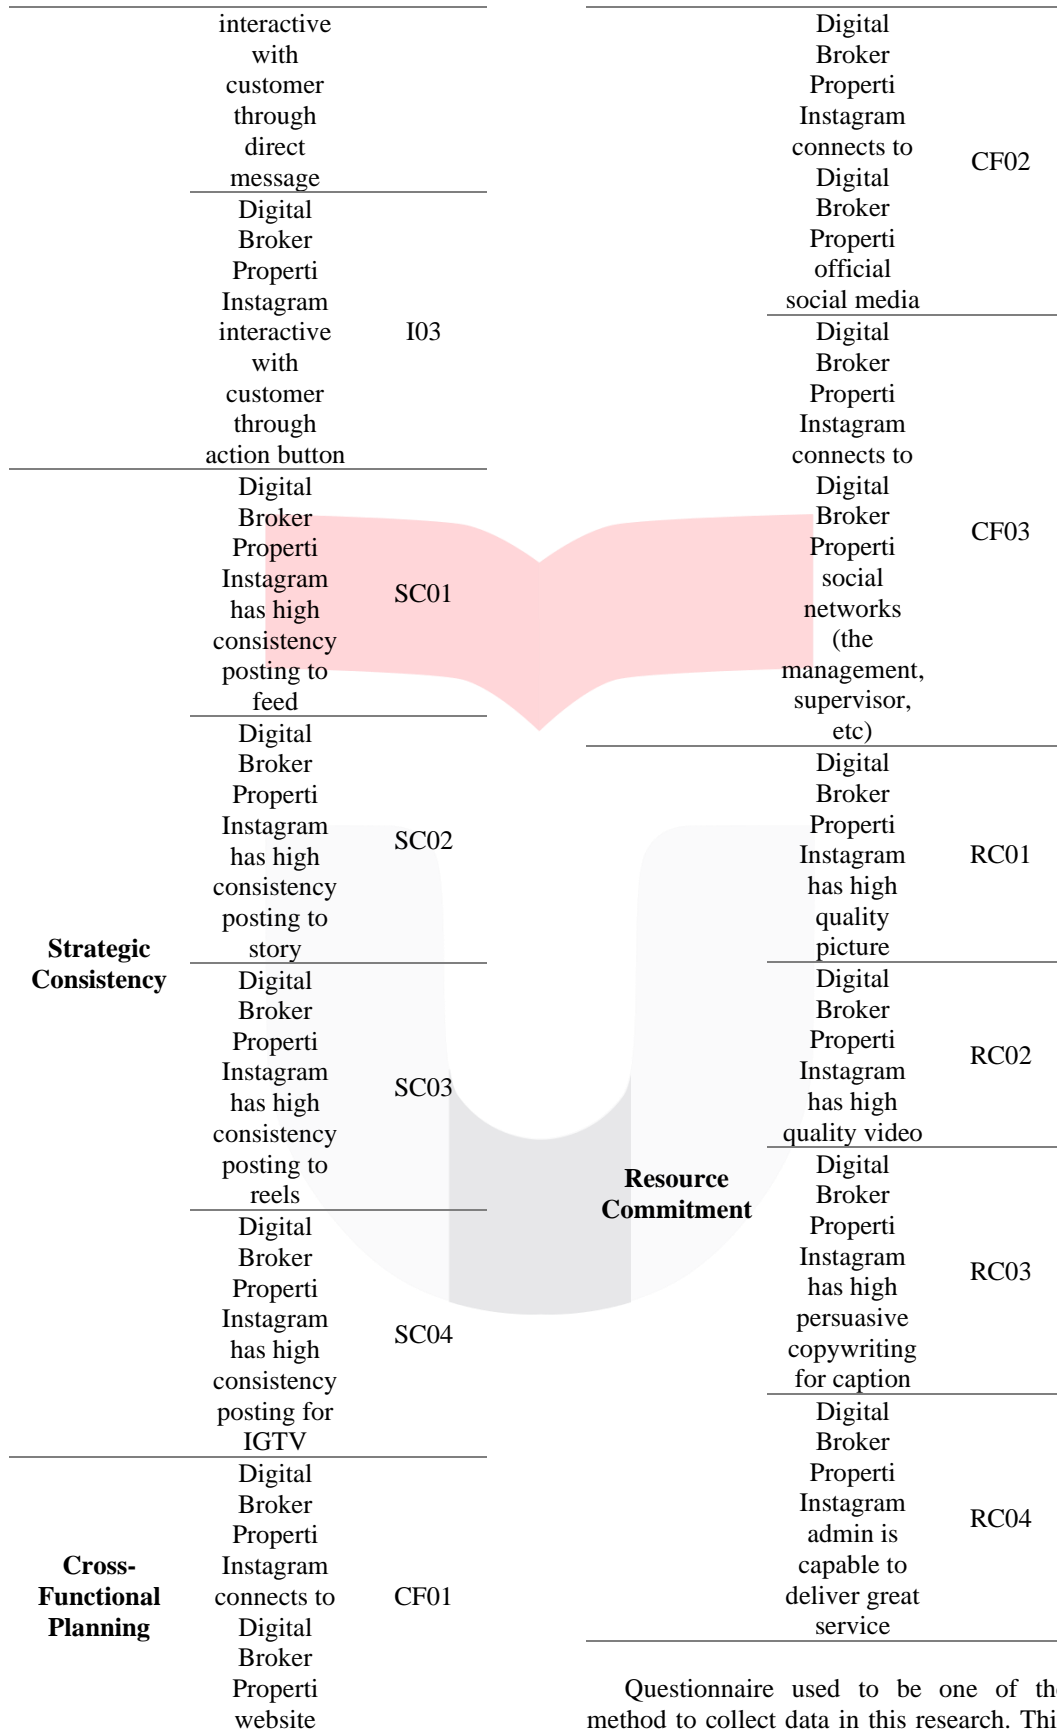 interactive
with
customer
through
direct
message
Digital
Broker
Properti
Instagram
interactive
with
customer
through
action button
I03
Strategic
Consistency
Digital
Broker
Properti
Instagram
has high
consistency
posting to
feed
SC01
Digital
Broker
Properti
Instagram
has high
consistency
posting to
story
SC02
Digital
Broker
Properti
Instagram
has high
consistency
posting to
reels
SC03
Digital
Broker
Properti
Instagram
has high
consistency
posting for
IGTV
SC04
Cross-
Functional
Planning
Digital
Broker
Properti
Instagram
connects to
Digital
Broker
Properti
website
CF01
Digital
Broker
Properti
Instagram
connects to
Digital
Broker
Properti
official
social media
CF02
Digital
Broker
Properti
Instagram
connects to
Digital
Broker
Properti
social
networks
(the
management,
supervisor,
etc)
CF03
Resource
Commitment
Digital
Broker
Properti
Instagram
has high
quality
picture
RC01
Digital
Broker
Properti
Instagram
has high
quality video
RC02
Digital
Broker
Properti
Instagram
has high
persuasive
copywriting
for caption
RC03
Digital
Broker
Properti
Instagram
admin is
capable to
deliver great
service
RC04
Questionnaire used to be one of the
method to collect data in this research. This